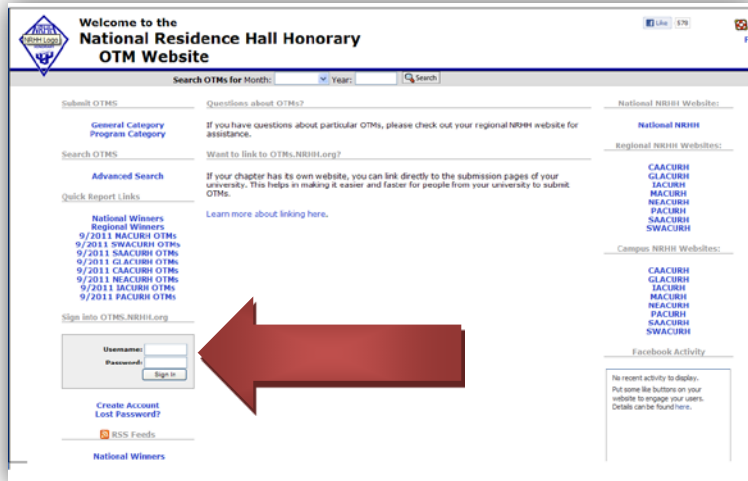 NRHH Logo
HONORARY
Welcome to the
National Residence Hall Honorary
OTM Website
Like 578
Search OTMs for Month: Year: Search
Submit OTMS
General Category
Program Category
Search OTMS
Advanced Search
Quick Report Links
National Winners
Regional Winners
9/2011 NACURH OTMs
9/2011 SWACURH OTMs
9/2011 SAACURH OTMs
9/2011 GLACURH OTMs
9/2011 CAACURH OTMs
9/2011 NEACURH OTMs
9/2011 IACURH OTMs
9/2011 PACURH OTMs
Sign into OTMS.NRHH.org
Username:
Password:
Sign In
Create Account
Lost Password?
RSS Feeds
National Winners
Questions about OTMs?
If you have questions about particular OTMs, please check out your regional NRHH website for
assistance.
Want to link to OTMs.NRHH.org?
If your chapter has its own website, you can link directly to the submission pages of your
university. This helps in making it easier and faster for people from your university to submit
OTMs.
Learn more about linking here.
National NRHH Website:
National NRHH
Regional NRHH Websites:
CAACURH
GLACURH
IACURH
MACURH
NEACURH
PACURH
SAACURH
SWACURH
Campus NRHH Websites:
CAACURH
GLACURH
IACURH
MACURH
NEACURH
PACURH
SAACURH
SWACURH
Facebook Activity
No recent activity to display.
Put some like buttons on your
website to engage your users.
Details can be found here.